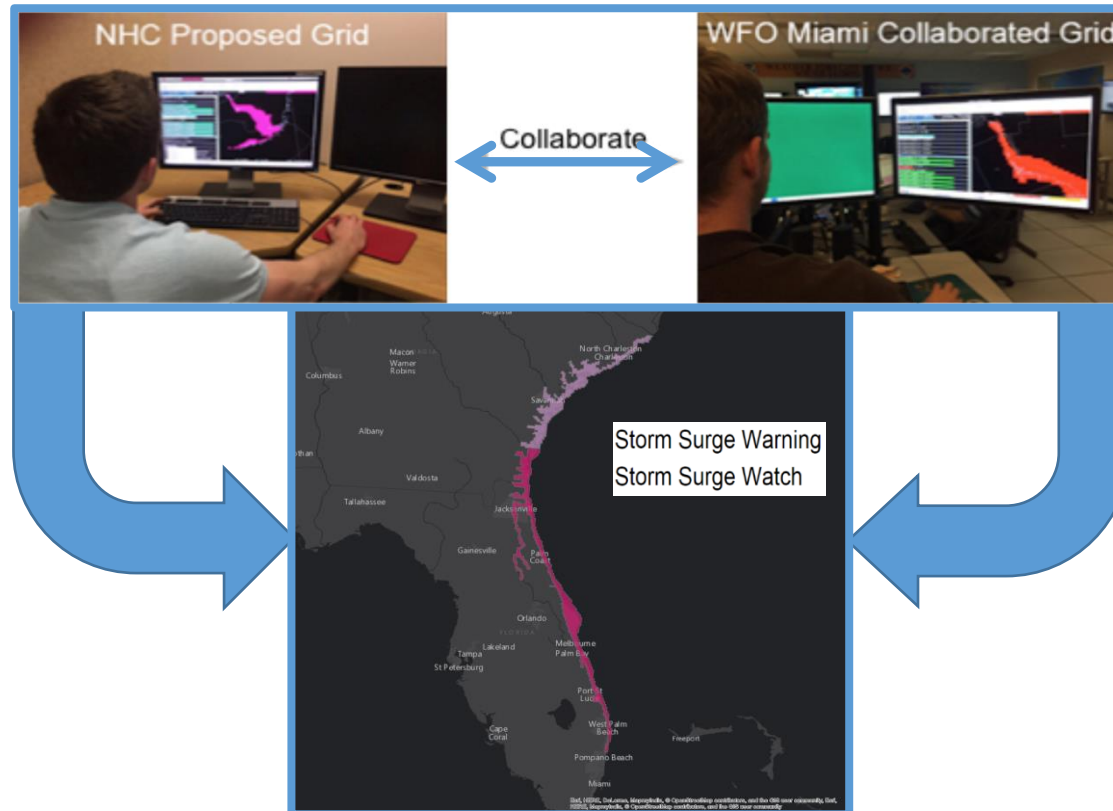 NHC Proposed Grid
WFO Miami Collaborated Grid
Collaborate
North Charleston
Charleston
Macon
Warner
Robins
Columbus
Albany
Valdosta
Tallahassee
Jacksonville
Gainesville
Palm
Coast
Orlando
FLORIDA
Lakeland
Melbourne
Palm Bay
Tampa
St Petersburg
Port St
Lucie
West Palm
Beach
Cape
Coral
Freeport
Pompano Beach
Miami
Storm Surge Warning
Storm Surge Watch